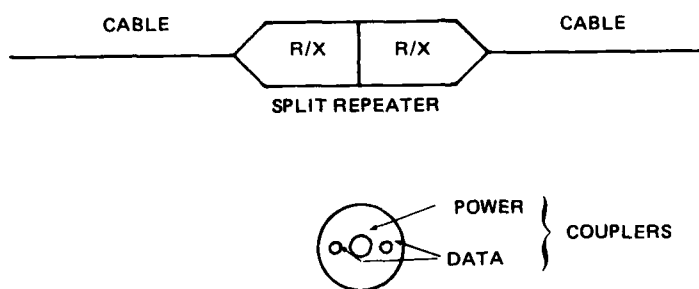 CABLE CABLE
R/X R/X
SPLIT REPEATER
POWER
COUPLERS
DATA